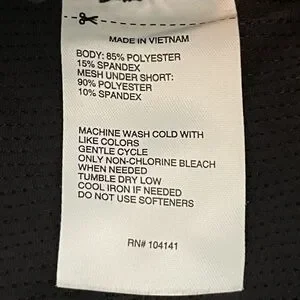 MADE IN VIETNAM
BODY: 85% POLYESTER
15% SPANDEX
MESH UNDER SHORT:
90% POLYESTER
10% SPANDEX
MACHINE WASH COLD WITH
LIKE COLORS
GENTLE CYCLE
ONLY NON-CHLORINE BLEACH
WHEN NEEDED
TUMBLE DRY LOW
COOL IRON IF NEEDED
DO NOT USE SOFTENERS
RN# 104141